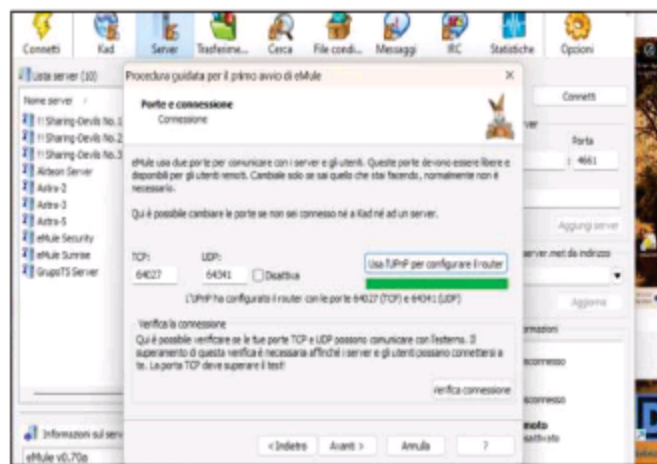 Connetti Kad Server Trasferime... Cerca File condi... Messaggi IRC Statistiche Opzioni
Lista server (10)
Nome server
!! Sharing-Devils No.1
!! Sharing-Devils No.2
!! Sharing-Devils No.3
Astra-2
Astra-3
Astra-5
eMule Security
eMule Sunrise
GrupoTS Server
Informazioni sul serv
eMule v0.70a
Procedura guidata per il primo avvio di eMule
Porte e connessione
Connessione
eMule usa due porte per comunicare con i server e gli utenti. Queste porte devono essere libere e
disponibili per gli utenti remoti. Cambiale solo se sai quello che stai facendo, normalmente non è
necessario.
Qui è possibile cambiare le porte se non sei connesso né a Kad né ad un server.
TCP: UDP:
64027 64341 Disattiva
Usa l'UPnP per configurare il router
L'UPnP ha configurato il router con le porte 64027 (TCP) e 64341 (UDP)
Verifica la connessione
Qui è possibile verificare se le tue porte TCP e UDP possono comunicare con l'esterno. Il
superamento di questa verifica è necessaria affinché i server e gli utenti possano connettersi a
te. La porta TCP deve superare il test!
Verifica connessione
< Indietro Avanti > Annulla ?
Connetti
ver
Porta
: 4661
Aggiungi server
server.met da indirizzo
Aggiorna
mazioni
sconnesso
sconnesso
moto
sattivato